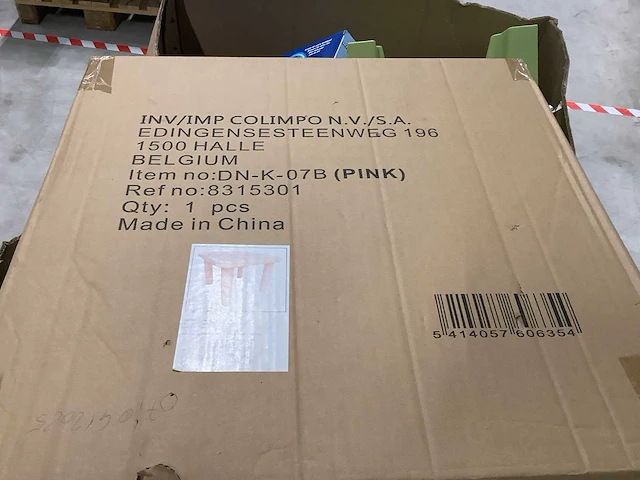 INV/IMP COLIMPO N.V./S.A.
EDINGENSESTEENWEG 196
1500 HALLE
BELGIUM
Item no:DN-K-07B (PINK)
Ref no:8315301
Qty: 1 pcs
Made in China
5 414057 606354